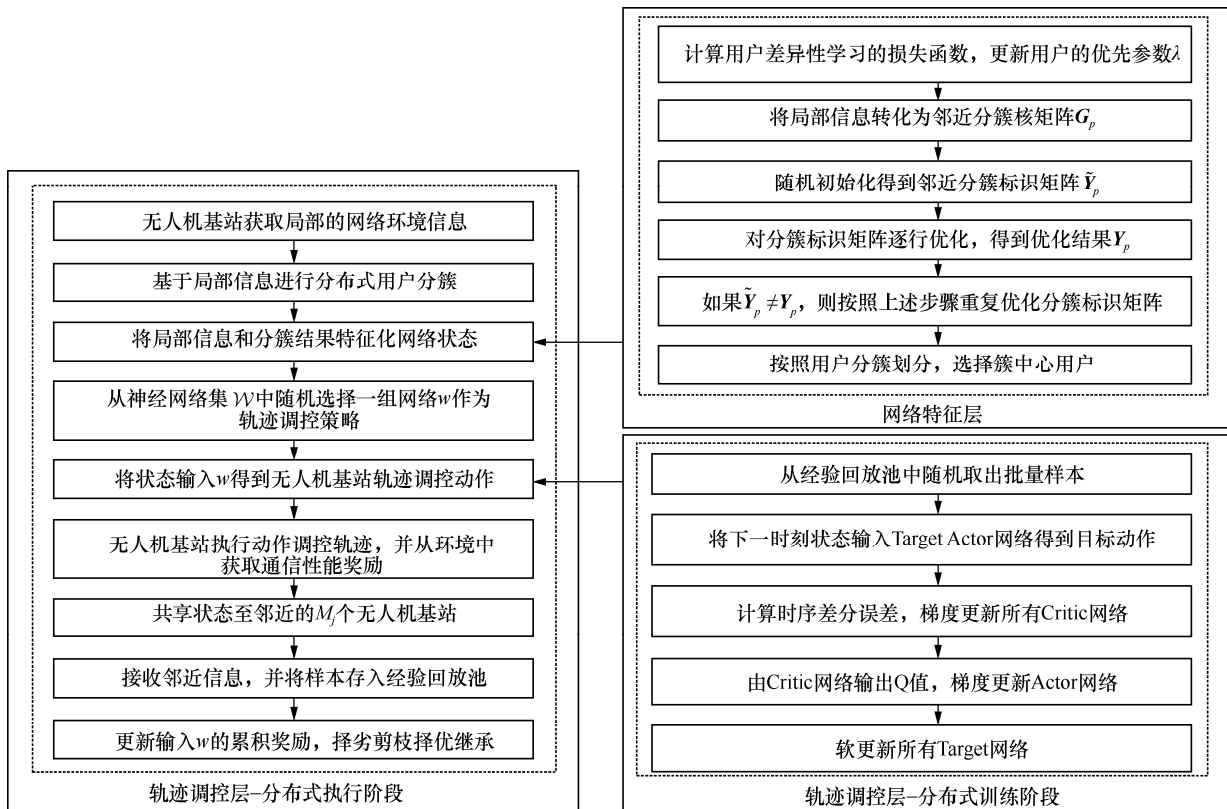 无人机基站获取局部的网络环境信息
基于局部信息进行分布式用户分簇
将局部信息和分簇结果特征化网络状态
从神经网络集 𝒲 中随机选择一组网络w作为
轨迹调控策略
将状态输入w得到无人机基站轨迹调控动作
无人机基站执行动作调控轨迹，并从环境中
获取通信性能奖励
共享状态至邻近的M_j个无人机基站
接收邻近信息，并将样本存入经验回放池
更新输入w的累积奖励，择劣剪枝择优继承
轨迹调控层–分布式执行阶段
计算用户差异性学习的损失函数，更新用户的优先参数λ
将局部信息转化为邻近分簇核矩阵G_p
随机初始化得到邻近分簇标识矩阵 Ỹ_p
对分簇标识矩阵逐行优化，得到优化结果Y_p
如果Ỹ_p ≠Y_p，则按照上述步骤重复优化分簇标识矩阵
按照用户分簇划分，选择簇中心用户
网络特征层
从经验回放池中随机取出批量样本
将下一时刻状态输入Target Actor网络得到目标动作
计算时序差分误差，梯度更新所有Critic网络
由Critic网络输出Q值，梯度更新Actor网络
软更新所有Target网络
轨迹调控层–分布式训练阶段